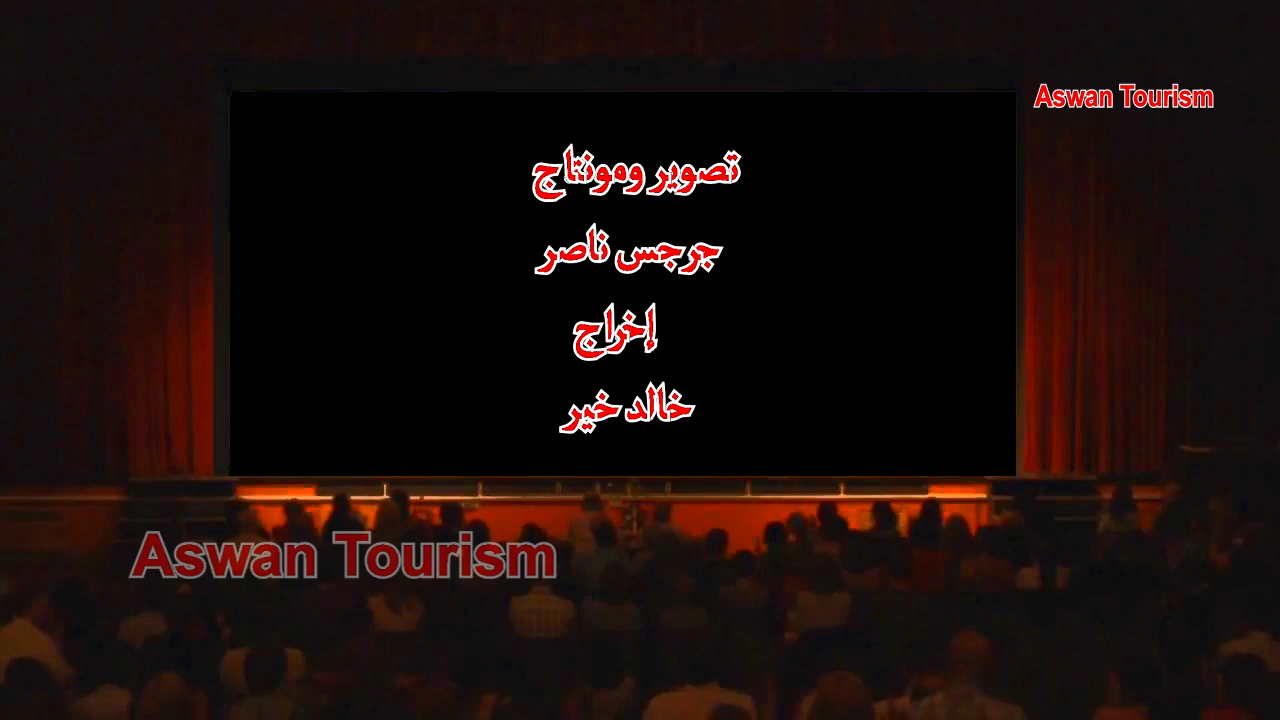 Aswan Tourism
تصوير ومونتاج
جرجس ناصر
إخراج
خالد خير
Aswan Tourism